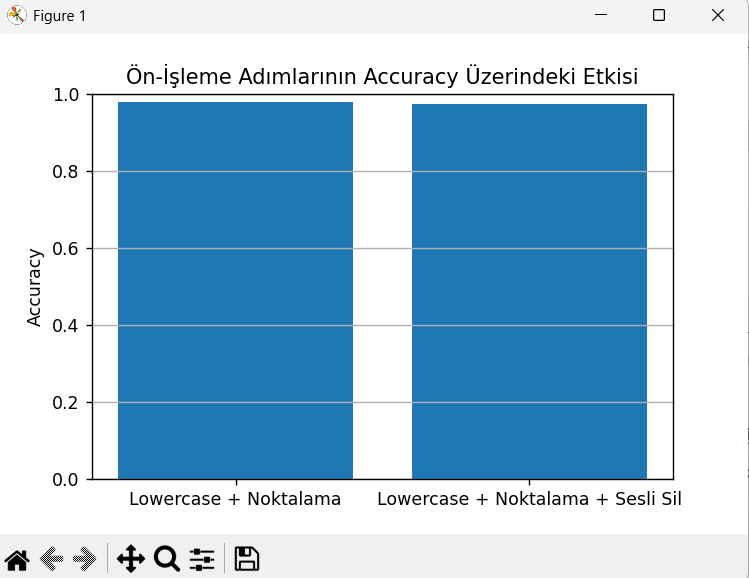 Figure 1
Ön-İşleme Adımlarının Accuracy Üzerindeki Etkisi
1.0
0.8
0.6
0.4
0.2
0.0
Accuracy
Lowercase + Noktalama
Lowercase + Noktalama + Sesli Sil